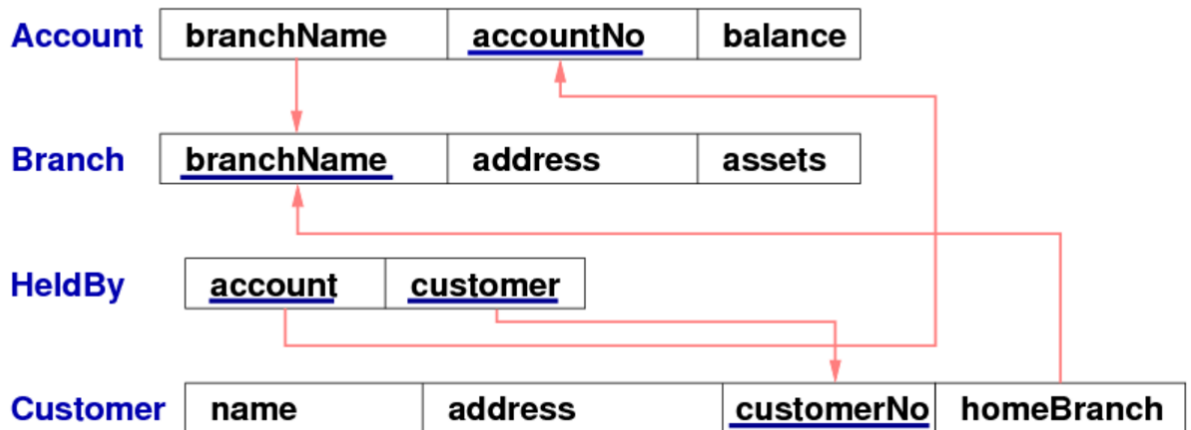 Account branchName accountNo balance
Branch branchName address assets
HeldBy account customer
Customer name address customerNo homeBranch